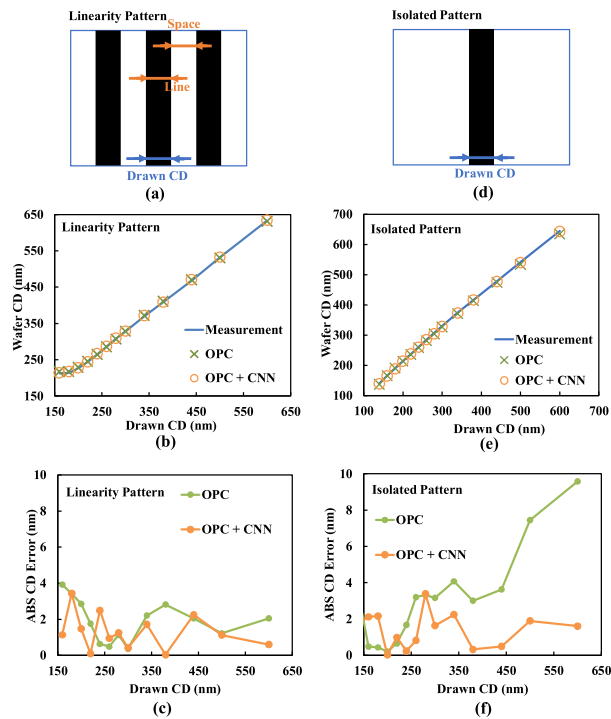 Linearity Pattern
Space
Line
Drawn CD
(a)
Isolated Pattern
Drawn CD
(d)
650
550
450
350
250
150
Wafer CD (nm)
Linearity Pattern
Measurement
OPC
OPC + CNN
150 250 350 450 550 650
Drawn CD (nm)
(b)
700
600
500
400
300
200
100
Wafer CD (nm)
Isolated Pattern
Measurement
OPC
OPC + CNN
100 200 300 400 500 600 700
Drawn CD (nm)
(e)
10
8
6
4
2
0
ABS CD Error (nm)
Linearity Pattern
OPC
OPC + CNN
150 250 350 450 550 650
Drawn CD (nm)
(c)
10
8
6
4
2
0
ABS CD Error (nm)
Isolated Pattern
OPC
OPC + CNN
150 250 350 450 550 650
Drawn CD (nm)
(f)